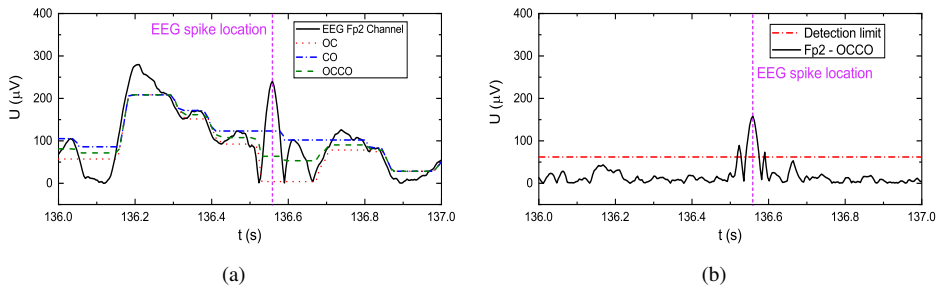 400
300
200
100
0
U (μV)
EEG spike location
EEG Fp2 Channel
OC
CO
OCCO
136.0 136.2 136.4 136.6 136.8 137.0
t (s)
(a)
400
300
200
100
0
U (μV)
Detection limit
Fp2 - OCCO
EEG spike location
136.0 136.2 136.4 136.6 136.8 137.0
t (s)
(b)